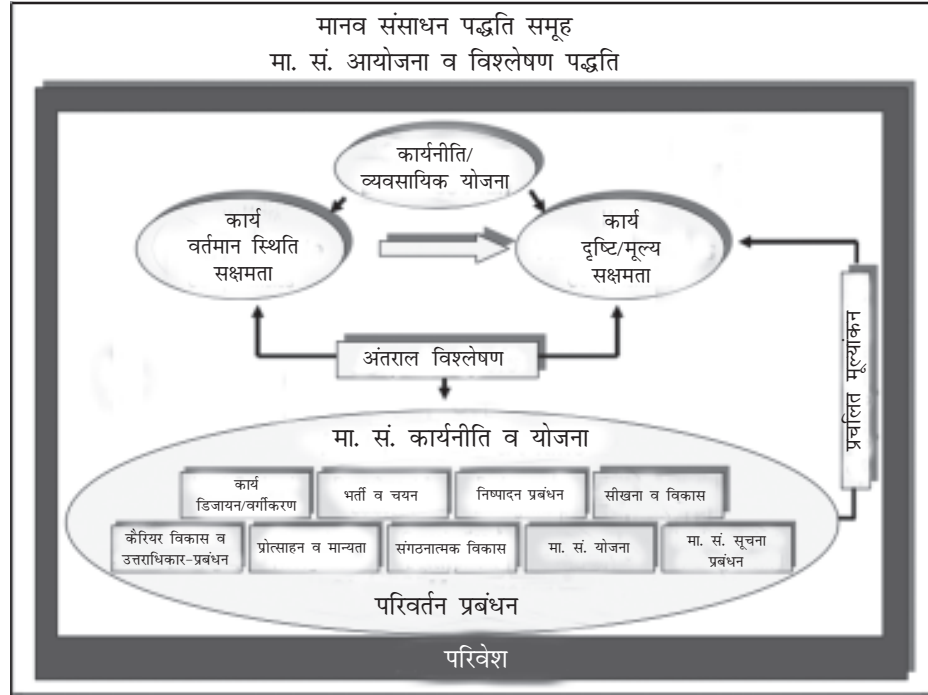 मानव संसाधन पद्धति समूह
मा. सं. आयोजना व विश्लेषण पद्धति
कार्यनीति/
व्यवसायिक योजना
कार्य
वर्तमान स्थिति
सक्षमता
कार्य
दृष्टि/मूल्य
सक्षमता
अंतराल विश्लेषण
प्रचलित मूल्यांकन
मा. सं. कार्यनीति व योजना
कार्य
डिजायन/वर्गीकरण
भर्ती व चयन
निष्पादन प्रबंधन
सीखना व विकास
कैरियर विकास व
उत्तराधिकार-प्रबंधन
प्रोत्साहन व मान्यता
संगठनात्मक विकास
मा. सं. योजना
मा. सं. सूचना
प्रबंधन
परिवर्तन प्रबंधन
परिवेश